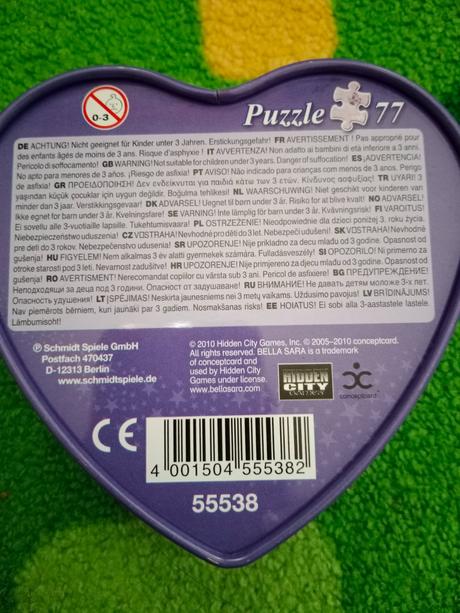 0-3
Puzzle 77
DE ACHTUNG! Nicht geeignet für Kinder unter 3 Jahren. Erstickungsgefahr! FR AVERTISSEMENT ! Pas approprié pour
des enfants âgés de moins de 3 ans. Risque d'asphyxie ! IT AVVERTENZA! Non adatto ai bambini di età inferiore a 3 anni.
Pericolo di soffocamento! GB WARNING! Not suitable for children under 3 years. Danger of suffocation! ES ¡ADVERTENCIA!
No apto para menores de 3 años. ¡Riesgo de asfixia! PT AVISO! Não indicado para crianças com menos de 3 anos. Perigo
de asfixia! GR ΠΡΟΕΙΔΟΠΟΙΗΣΗ! Δεν ενδείκνυται για παιδιά κάτω των 3 ετών. Κίνδυνος ασφυξίας! TR UYARI! 3
yaşından küçük çocuklar için uygun değildir. Boğulma tehlikesi! NL WAARSCHUWING! Niet geschikt voor kinderen van
minder dan 3 jaar. Verstikkingsgevaar! DK ADVARSEL! Uegnet til børn under 3 år. Risiko for at blive kvalt! NO ADVARSEL!
Ikke egnet for barn under 3 år. Kvelningsfare! SE VARNING! Inte lämplig för barn under 3 år. Kvävningsrisk! FI VAROITUS!
Ei sovellu alle 3-vuotiaille lapsille. Tukehtumisvaara! PL OSTRZEŻENIE! Nieodpowiednie dla dzieci poniżej 3. roku życia.
Niebezpieczeństwo uduszenia! CZ VÝSTRAHA! Nevhodné pro děti do 3 let. Nebezpečí udušení! SK VÝSTRAHA! Nevhodné
pre deti do 3 rokov. Nebezpečenstvo udusenia! SR UPOZORENJE! Nije prikladno za decu mlađu od 3 godine. Opasnost od
gušenja! HU FIGYELEM! Nem alkalmas 3 év alatti gyermekek számára. Fulladásveszély! SI OPOZORILO! Ni primerno za
otroke starosti pod 3 let. Nevarnost zadušitve! HR UPOZORENJE! Nije primjereno za djecu mlađu od 3 godine. Opasnost od
gušenja! RO AVERTISMENT! Nerecomandat copiilor cu vârsta sub 3 ani. Pericol de asfixiere! BG ПРЕДУПРЕЖДЕНИЕ!
Неподходящи за деца под 3 години. Опасност от задушаване! RU ВНИМАНИЕ! Не давать детям моложе 3-х лет.
Опасность удушения! LT ĮSPĖJIMAS! Neskirta jaunesniems nei 3 metų vaikams. Uždusimo pavojus! LV BRĪDINĀJUMS!
Nav piemērots bērniem, kuri jaunāki par 3 gadiem. Nosmakšanas risks! EE HOIATUS! Ei sobi alla 3-aastastele lastele.
Lämbumisoht!
℗ Schmidt Spiele GmbH
Postfach 470437
D-12313 Berlin
www.schmidtspiele.de
© 2010 Hidden City Games, Inc. © 2005–2010 conceptcard.
All rights reserved. BELLA SARA is a trademark
of conceptcard and
used by Hidden City
Games under license.
www.bellasara.com
HIDDEN
CITY
GAMES
conceptcard
CE
4 001504 555382
55538